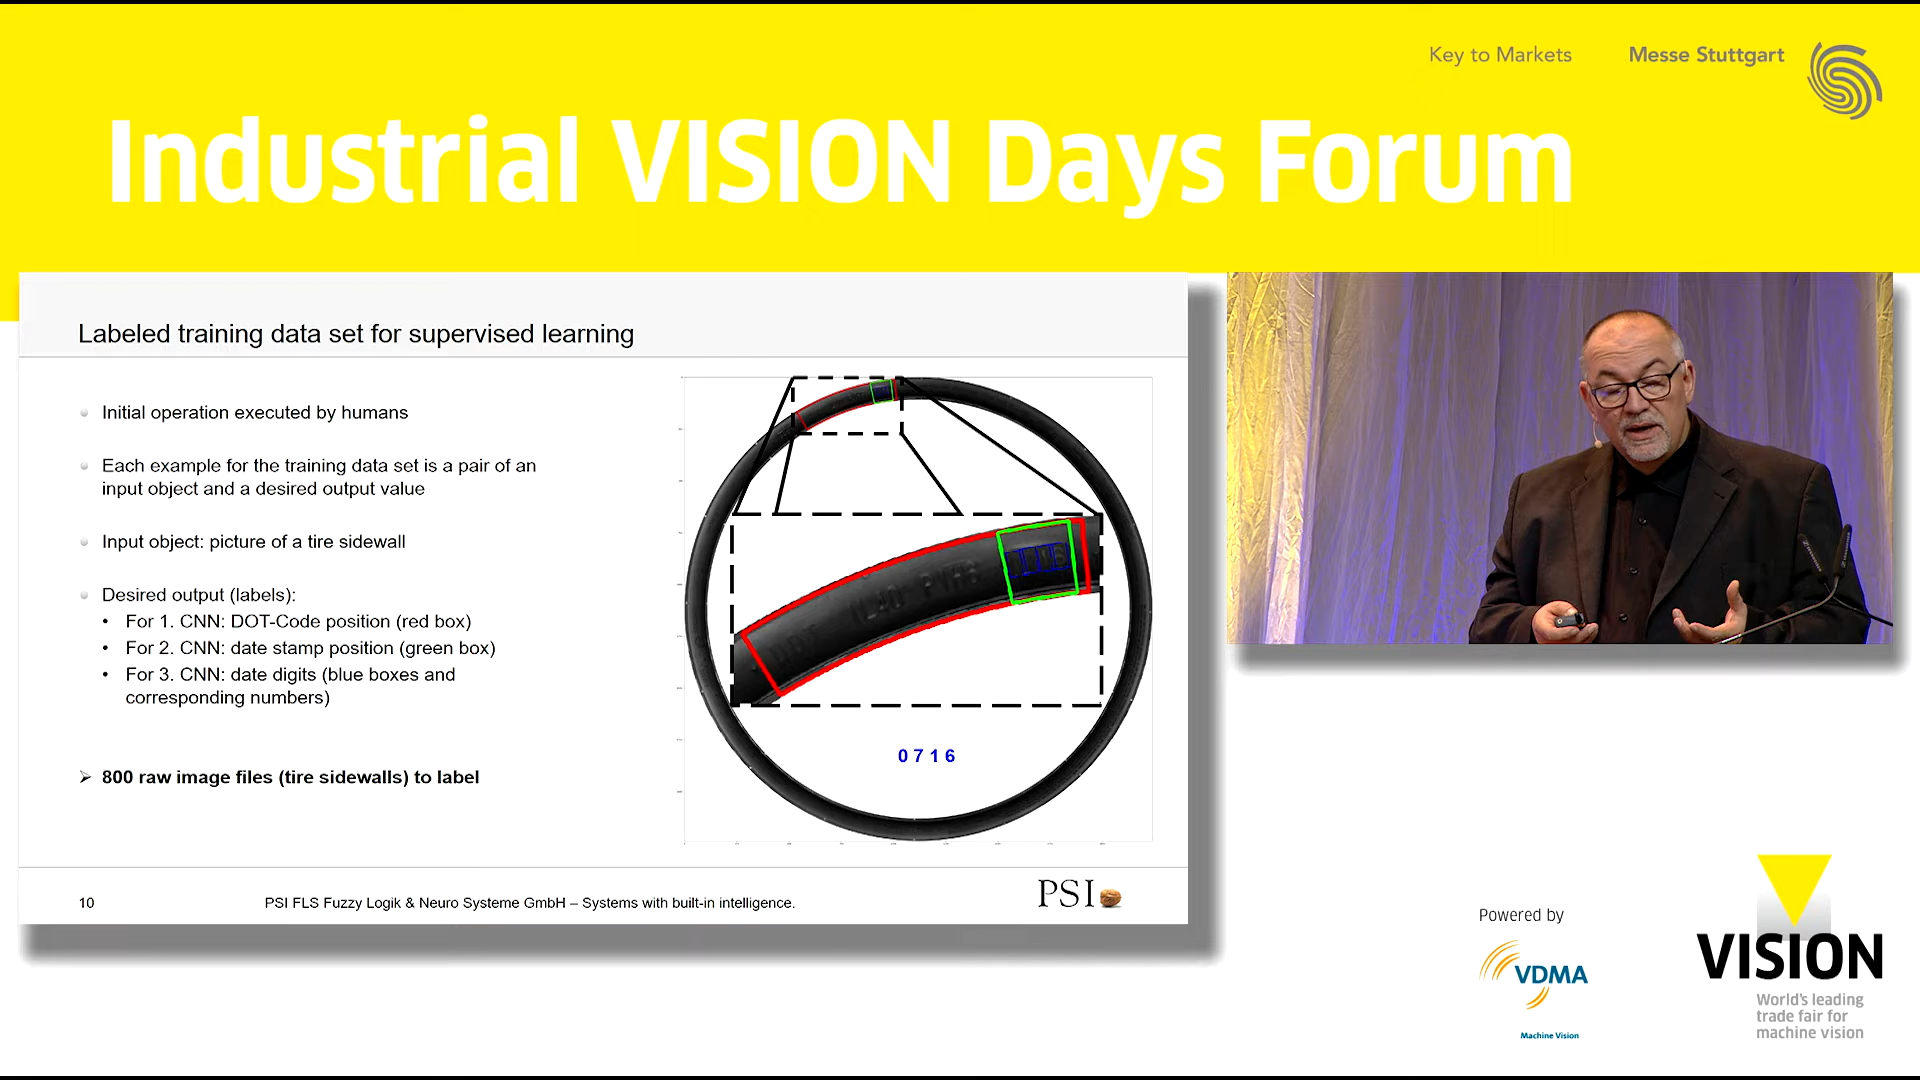 Key to Markets Messe Stuttgart
Industrial VISION Days Forum
Labeled training data set for supervised learning
Initial operation executed by humans
Each example for the training data set is a pair of an
input object and a desired output value
Input object: picture of a tire sidewall
Desired output (labels):
• For 1. CNN: DOT-Code position (red box)
• For 2. CNN: date stamp position (green box)
• For 3. CNN: date digits (blue boxes and
corresponding numbers)
➢ 800 raw image files (tire sidewalls) to label
0 7 1 6
10
PSI FLS Fuzzy Logik & Neuro Systeme GmbH – Systems with built-in intelligence.
PSI
Powered by
VDMA
Machine Vision
VISION
World's leading
trade fair for
machine vision